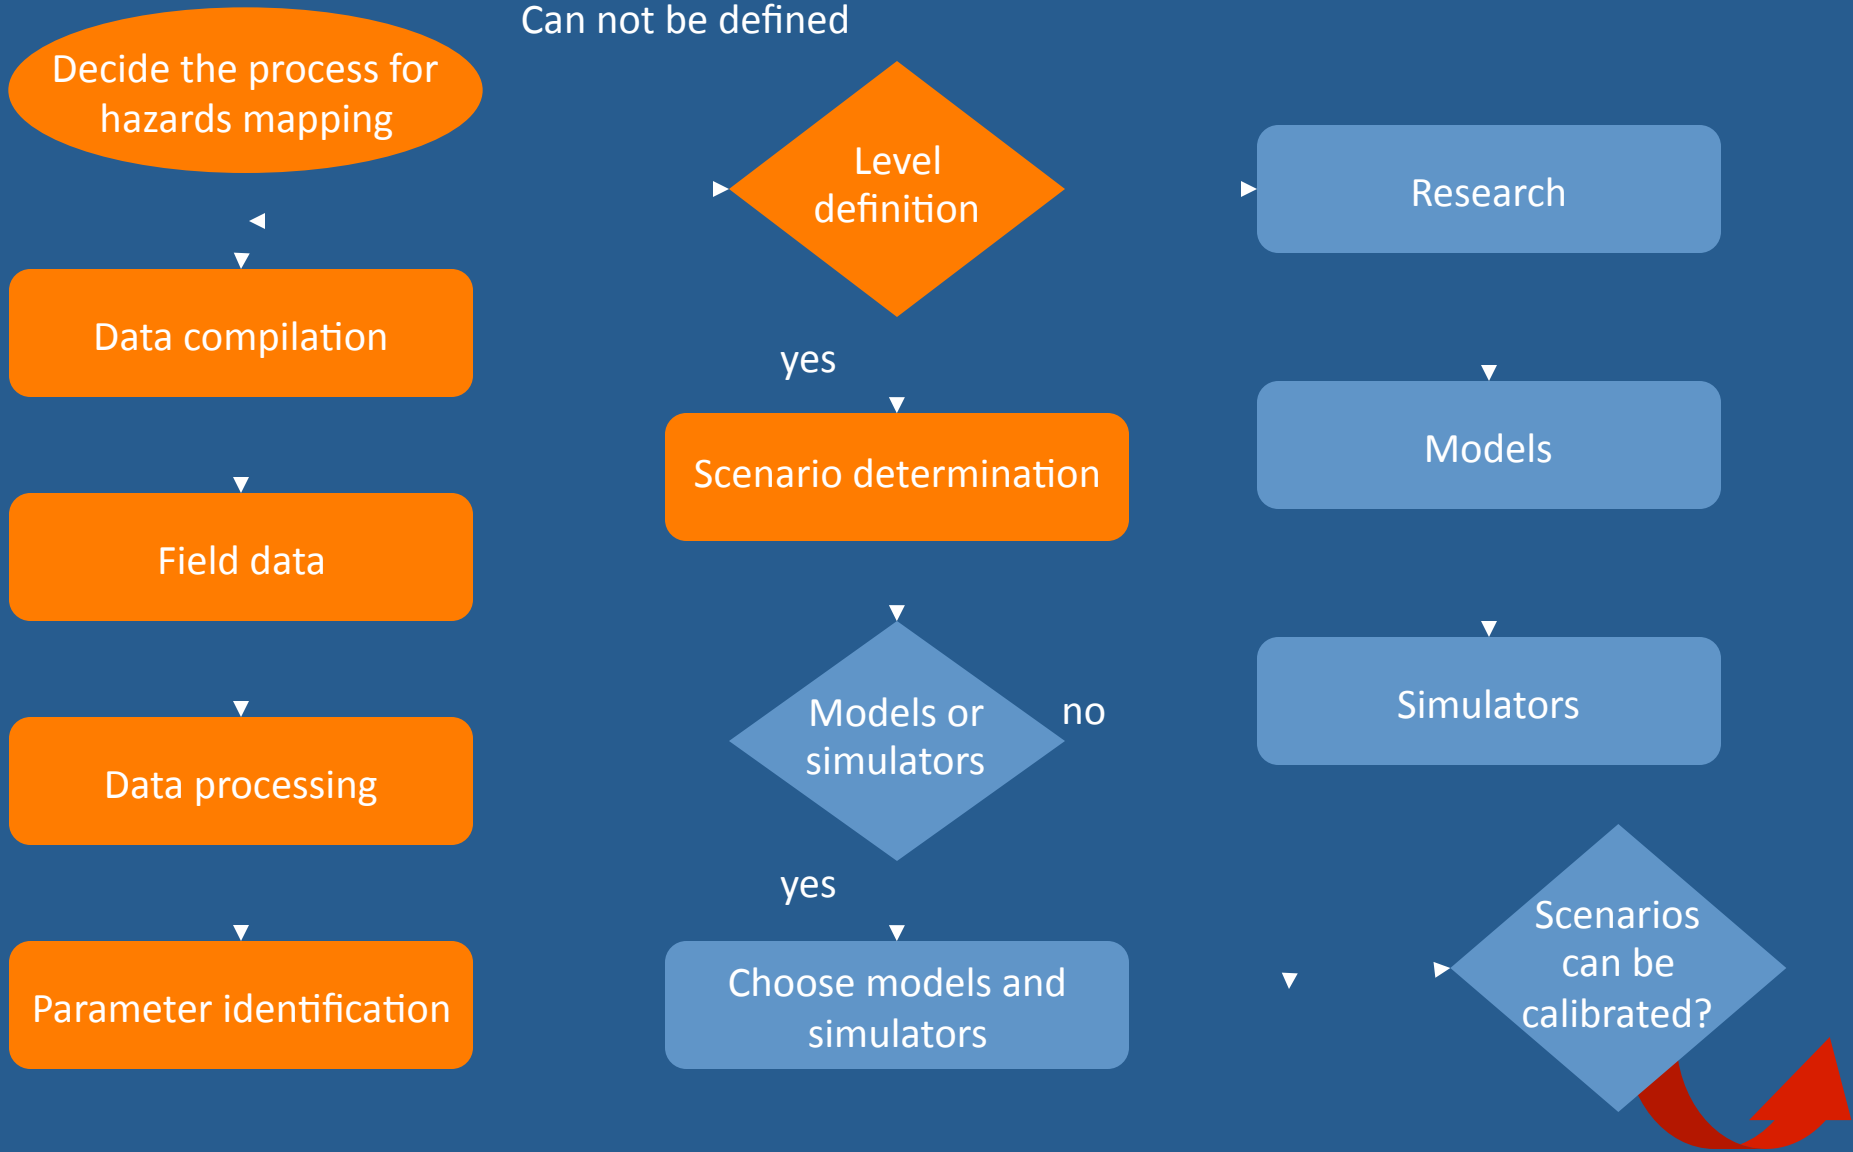 Can not be defined
Decide the process for
hazards mapping
Data compilation
Field data
Data processing
Parameter identification
Level
definition
yes
Scenario determination
Models or
simulators
no
yes
Choose models and
simulators
Research
Models
Simulators
Scenarios
can be
calibrated?